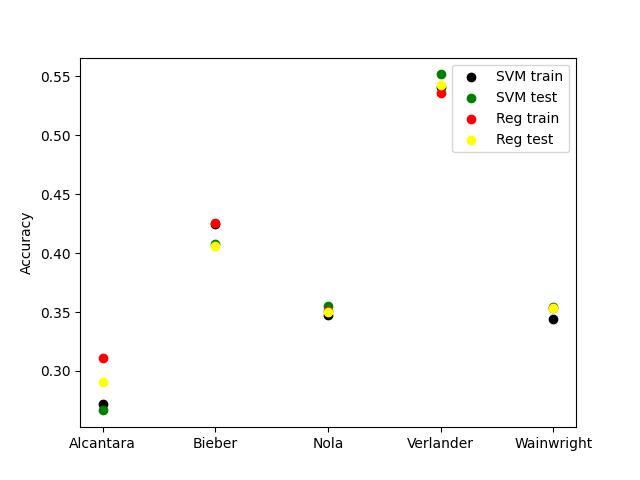 0.55
0.50
0.45
0.40
0.35
0.30
Accuracy
SVM train
SVM test
Reg train
Reg test
Alcantara
Bieber
Nola
Verlander
Wainwright